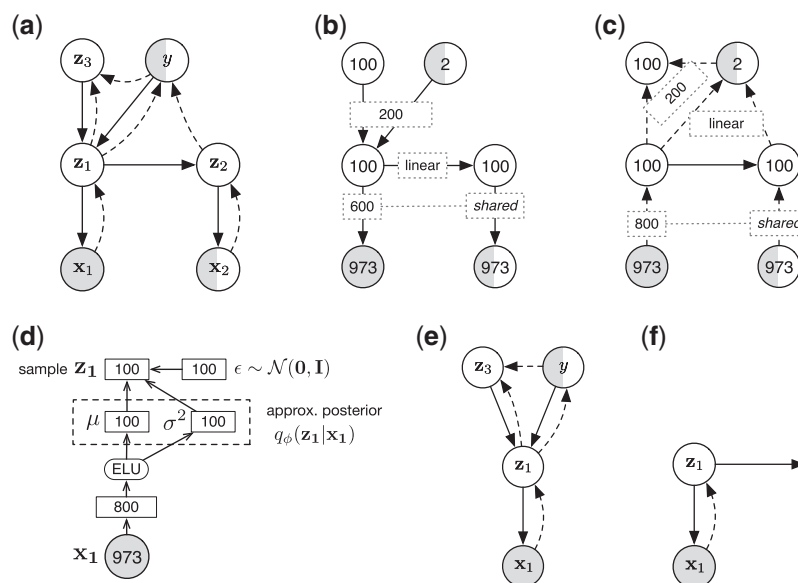 (a)
z₃ y
z₁ z₂
x₁ x₂
(b)
100 2
200
100 linear 100
600 shared
973 973
(c)
100 2
200
linear
100 100
800 shared
973 973
(d)
sample z₁ 100 100 ϵ ∼ N(0, I)
μ 100 σ² 100 approx. posterior
qϕ(z₁|x₁)
ELU
800
x₁ 973
(e)
z₃ y
z₁
x₁
(f)
z₁
x₁